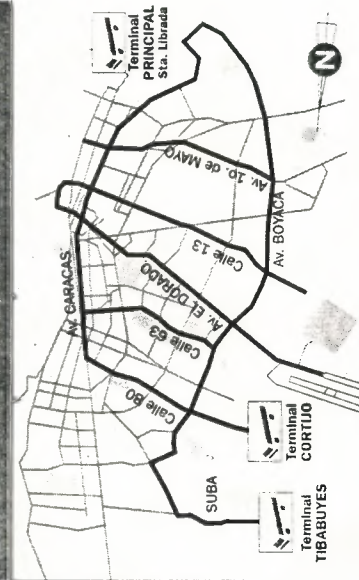 Terminal
PRINCIPAL
Sta. Librada
N
Av. 1o. de MAYO
AV. CARACAS
Calle 13
Av. BOYACA
AV. EL DORADO
Calle 63
Calle 80
Terminal
CORTIJO
SUBA
Terminal
TIBABUYES